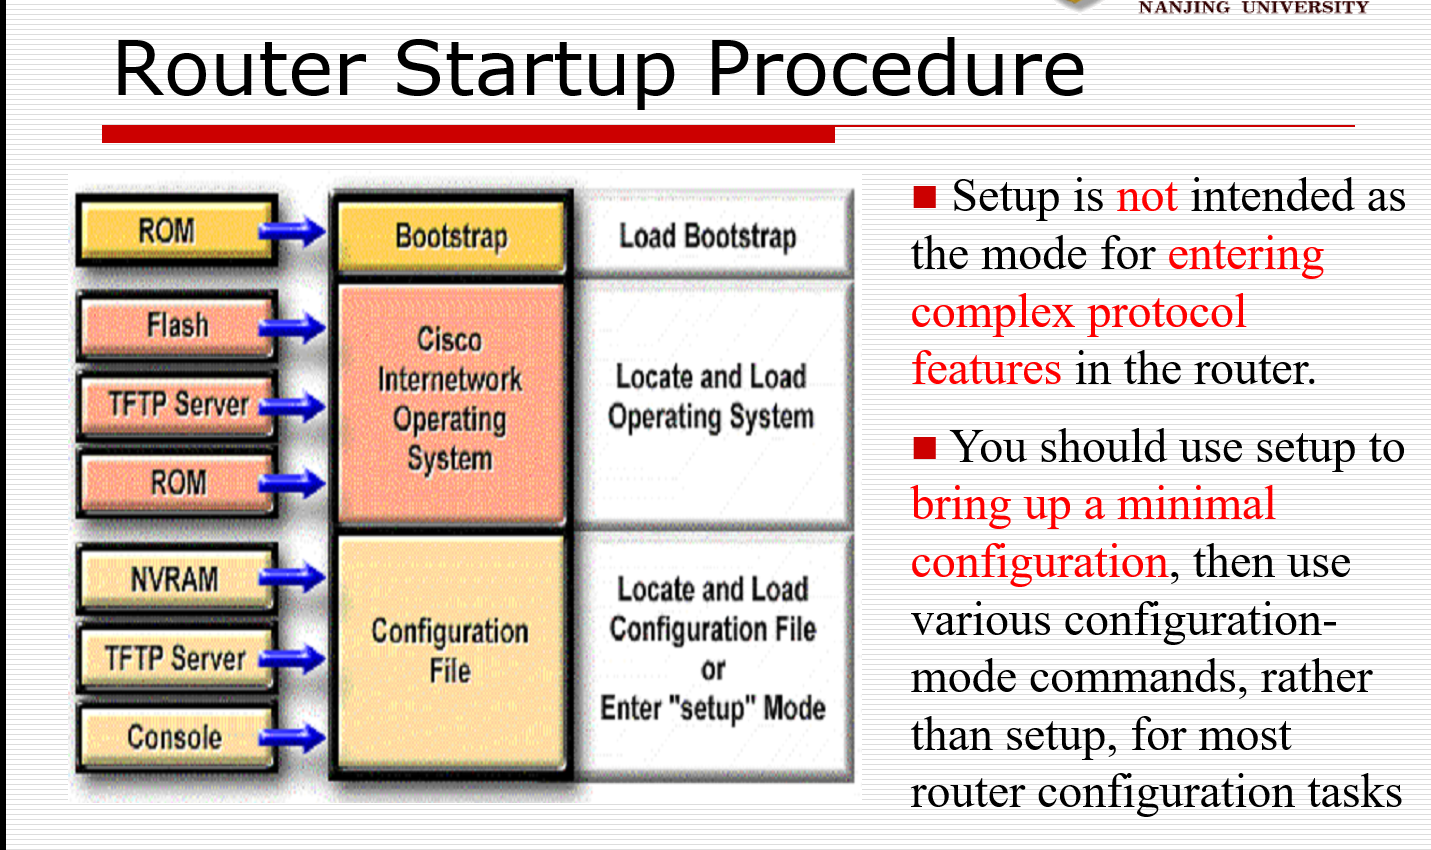 NANJING UNIVERSITY
Router Startup Procedure
ROM
Flash
TFTP Server
ROM
NVRAM
TFTP Server
Console
Bootstrap
Cisco
Internetwork
Operating
System
Configuration
File
Load Bootstrap
Locate and Load
Operating System
Locate and Load
Configuration File
or
Enter "setup" Mode
Setup is not intended as
the mode for entering
complex protocol
features in the router.
You should use setup to
bring up a minimal
configuration, then use
various configuration-
mode commands, rather
than setup, for most
router configuration tasks